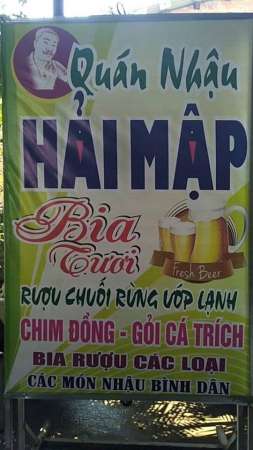 Quán Nhậu
HẢI MẬP
Bia
Tươi
Fresh Beer
RƯỢU CHUỐI RỪNG ƯỚP LẠNH
CHIM ĐỒNG - GỎI CÁ TRÍCH
BIA RƯỢU CÁC LOẠI
CÁC MÓN NHẬU BÌNH DÂN